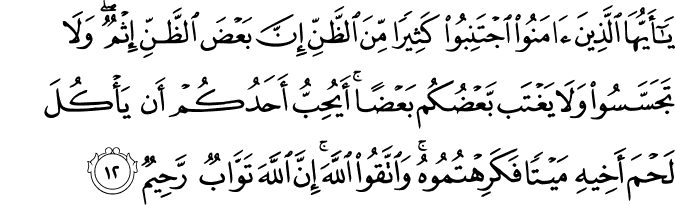 يَٰٓأَيُّهَا ٱلَّذِينَ ءَامَنُوا۟ ٱجْتَنِبُوا۟ كَثِيرًا مِّنَ ٱلظَّنِّ إِنَّ بَعْضَ ٱلظَّنِّ إِثْمٌ ۖ وَلَا
تَجَسَّسُوا۟ وَلَا يَغْتَب بَّعْضُكُم بَعْضًا ۚ أَيُحِبُّ أَحَدُكُمْ أَن يَأْكُلَ
لَحْمَ أَخِيهِ مَيْتًا فَكَرِهْتُمُوهُ ۚ وَٱتَّقُوا۟ ٱللَّهَ ۚ إِنَّ ٱللَّهَ تَوَّابٌ رَّحِيمٌ ۝١٢